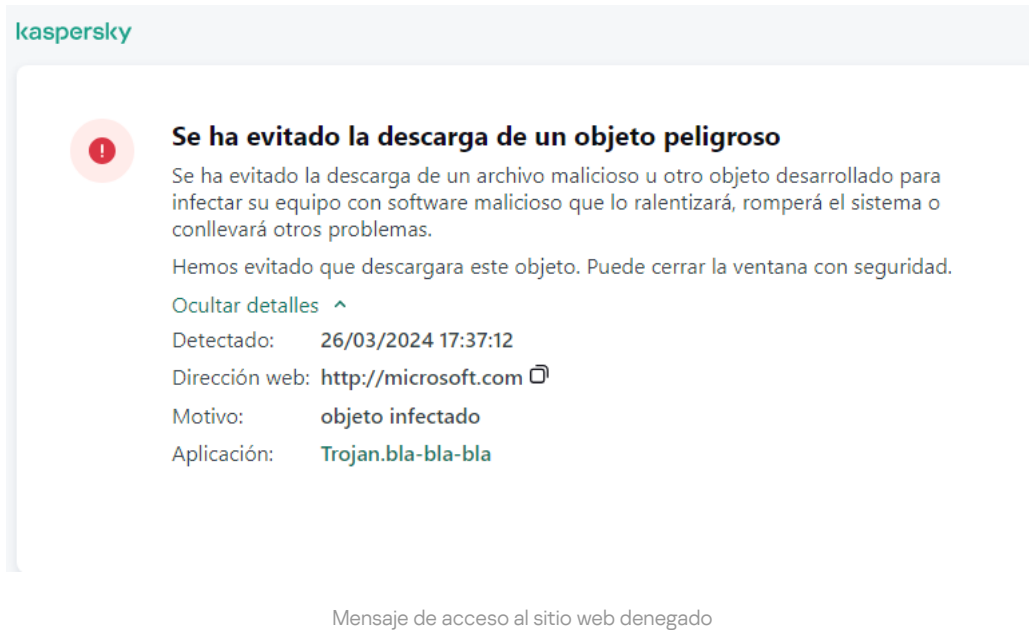 kaspersky
Se ha evitado la descarga de un objeto peligroso
Se ha evitado la descarga de un archivo malicioso u otro objeto desarrollado para
infectar su equipo con software malicioso que lo ralentizará, romperá el sistema o
conllevará otros problemas.
Hemos evitado que descargara este objeto. Puede cerrar la ventana con seguridad.
Ocultar detalles
Detectado: 26/03/2024 17:37:12
Dirección web: http://microsoft.com
Motivo: objeto infectado
Aplicación: Trojan.bla-bla-bla
Mensaje de acceso al sitio web denegado